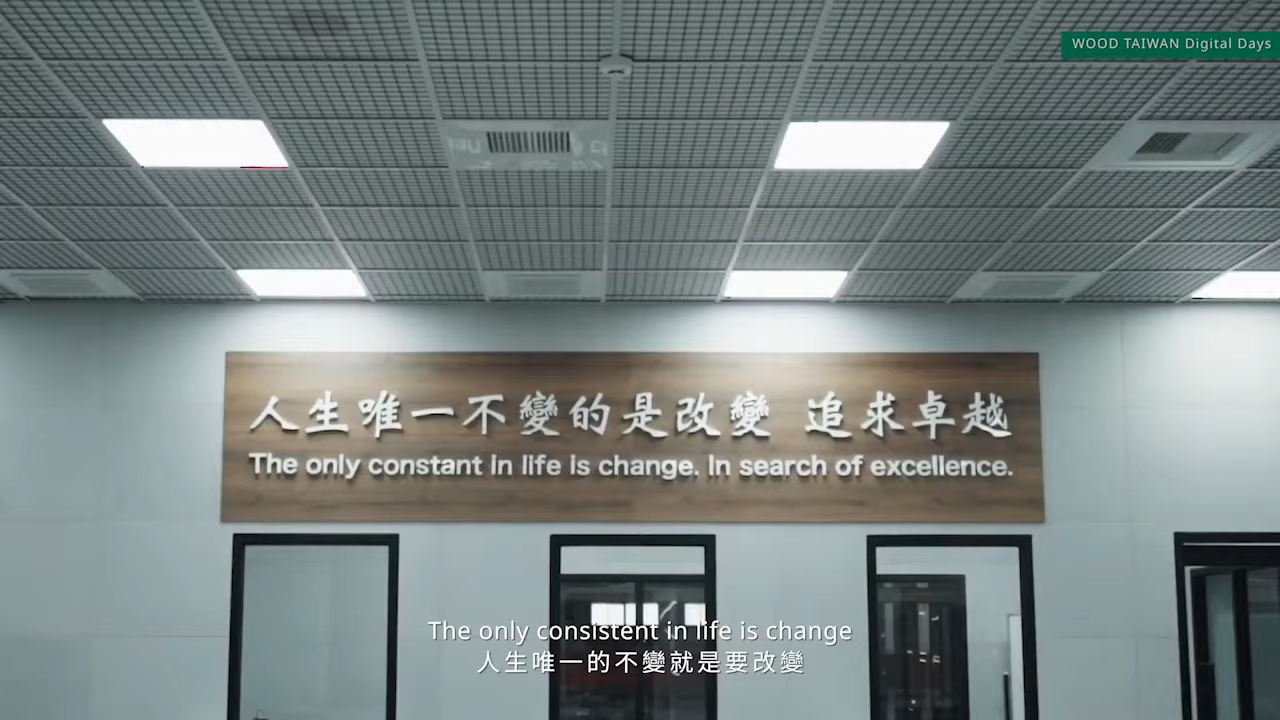 WOOD TAIWAN Digital Days
人生唯一不變的是改變 追求卓越
The only constant in life is change. In search of excellence.
The only consistent in life is change
人生唯一的不變就是要改變